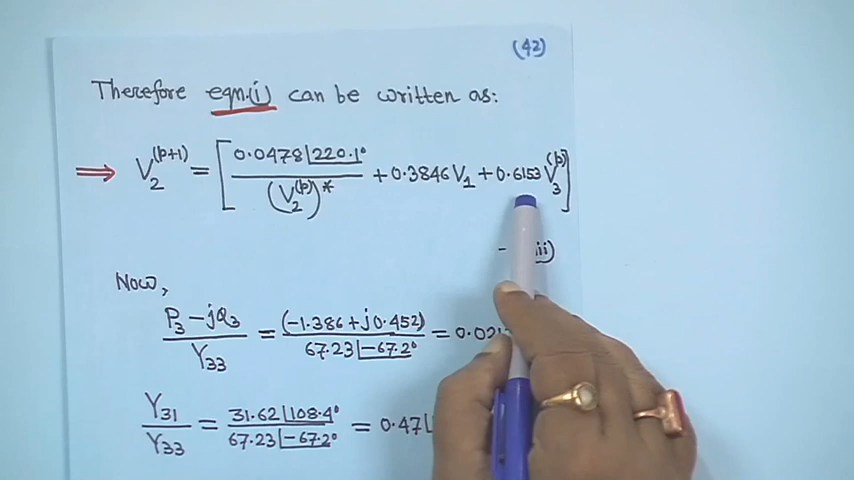 (42)
Therefore eqn.(i) can be written as:
⇒ V₂^(p+1) = [ 0.0478∠220.1° / (V₂^(p))* + 0.3846 V₁ + 0.6153 V₃^(p) ]
Now,
(P₃ - jQ₃) / Y₃₃ = (-1.386 + j0.452) / 67.23∠-67.2° =
Y₃₁ / Y₃₃ = 31.62∠108.4° / 67.23∠-67.2° = 0.47∠